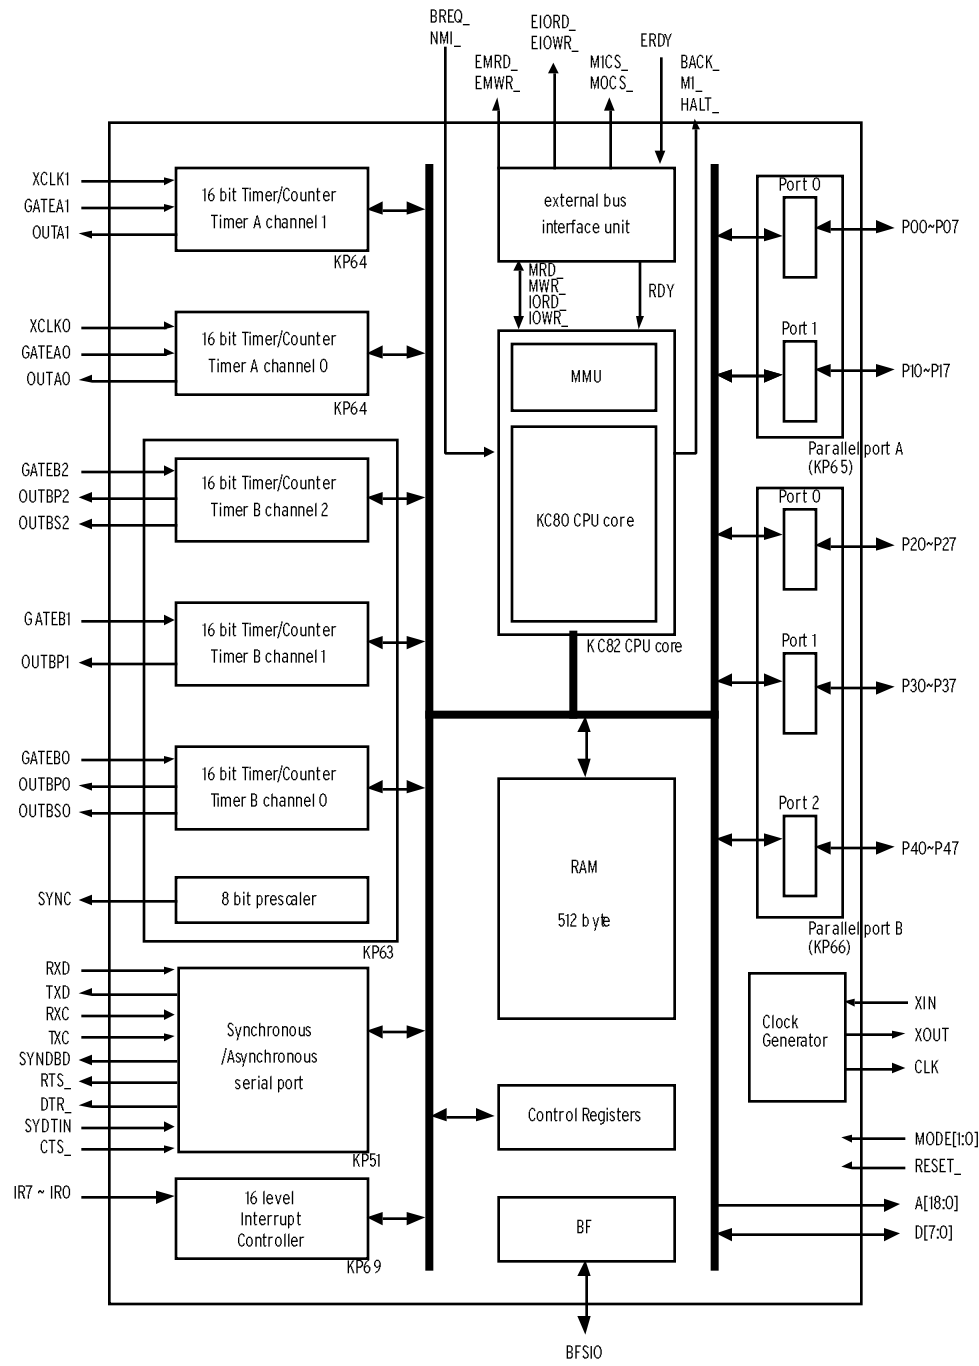 BREQ_
NMI_
EIORD_
EIOWR_
EMRD_
EMWR_
M1CS_
MOCS_
ERDY
BACK_
M1_
HALT_
XCLK1
GATEA1
OUTA1
16 bit Timer/Counter
Timer A channel 1
KP64
external bus
interface unit
MRD_
MWR_
IORD_
IOWR_
RDY
Port 0
P00~P07
Port 1
P10~P17
Parallel port A
(KP65)
XCLK0
GATEA0
OUTA0
16 bit Timer/Counter
Timer A channel 0
KP64
MMU
KC80 CPU core
KC82 CPU core
GATEB2
OUTBP2
OUTBS2
16 bit Timer/Counter
Timer B channel 2
GATEB1
OUTBP1
16 bit Timer/Counter
Timer B channel 1
GATEB0
OUTBP0
OUTBS0
16 bit Timer/Counter
Timer B channel 0
SYNC
8 bit prescaler
KP63
Port 0
P20~P27
Port 1
P30~P37
Port 2
P40~P47
Parallel port B
(KP66)
RAM
512 byte
RXD
TXD
RXC
TXC
SYNDBD
RTS_
DTR_
SYDTIN
CTS_
Synchronous
/Asynchronous
serial port
KP51
Clock
Generator
XIN
XOUT
CLK
Control Registers
MODE[1:0]
RESET_
A[18:0]
D[7:0]
IR7 ~ IR0
16 level
Interrupt
Controller
KP69
BF
BFSIO